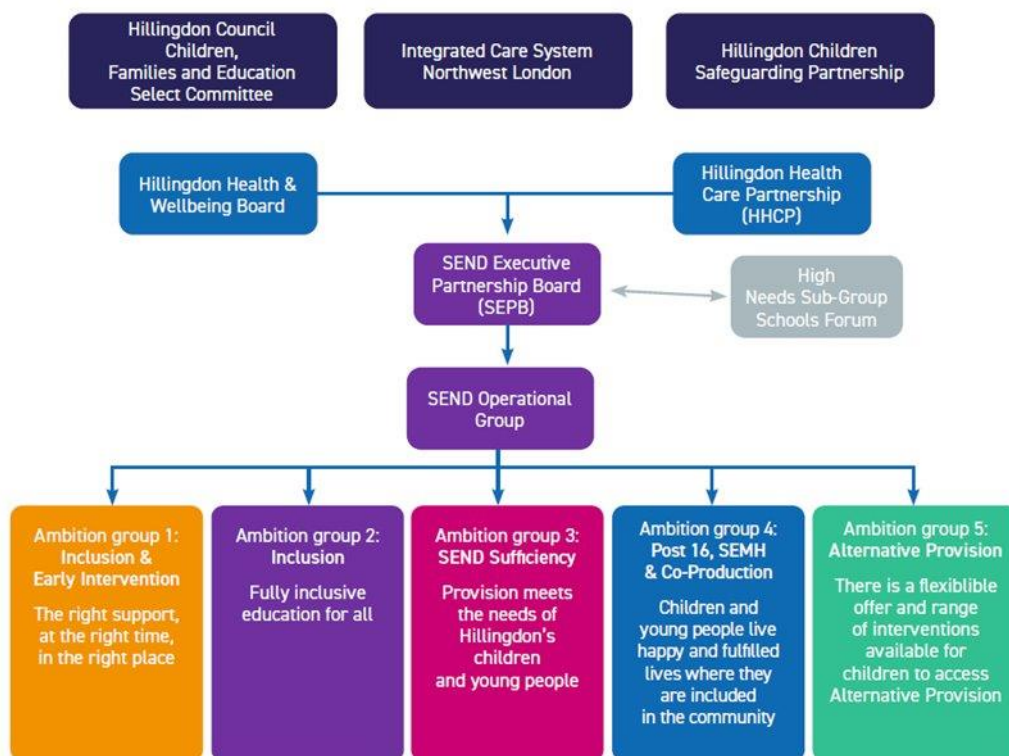 Hillingdon Council
Children,
Families and Education
Select Committee
Integrated Care System
Northwest London
Hillingdon Children
Safeguarding Partnership
Hillingdon Health &
Wellbeing Board
Hillingdon Health
Care Partnership
(HHCP)
SEND Executive
Partnership Board
(SEPB)
High
Needs Sub-Group
Schools Forum
SEND Operational
Group
Ambition group 1:
Inclusion &
Early Intervention
The right support,
at the right time,
in the right place
Ambition group 2:
Inclusion
Fully inclusive
education for all
Ambition group 3:
SEND Sufficiency
Provision meets
the needs of
Hillingdon's
children
and young people
Ambition group 4:
Post 16, SEMH
& Co-Production
Children and
young people live
happy and fulfilled
lives where they
are included
in the community
Ambition group 5:
Alternative Provision
There is a flexiblible
offer and range
of interventions
available for
children to access
Alternative Provision